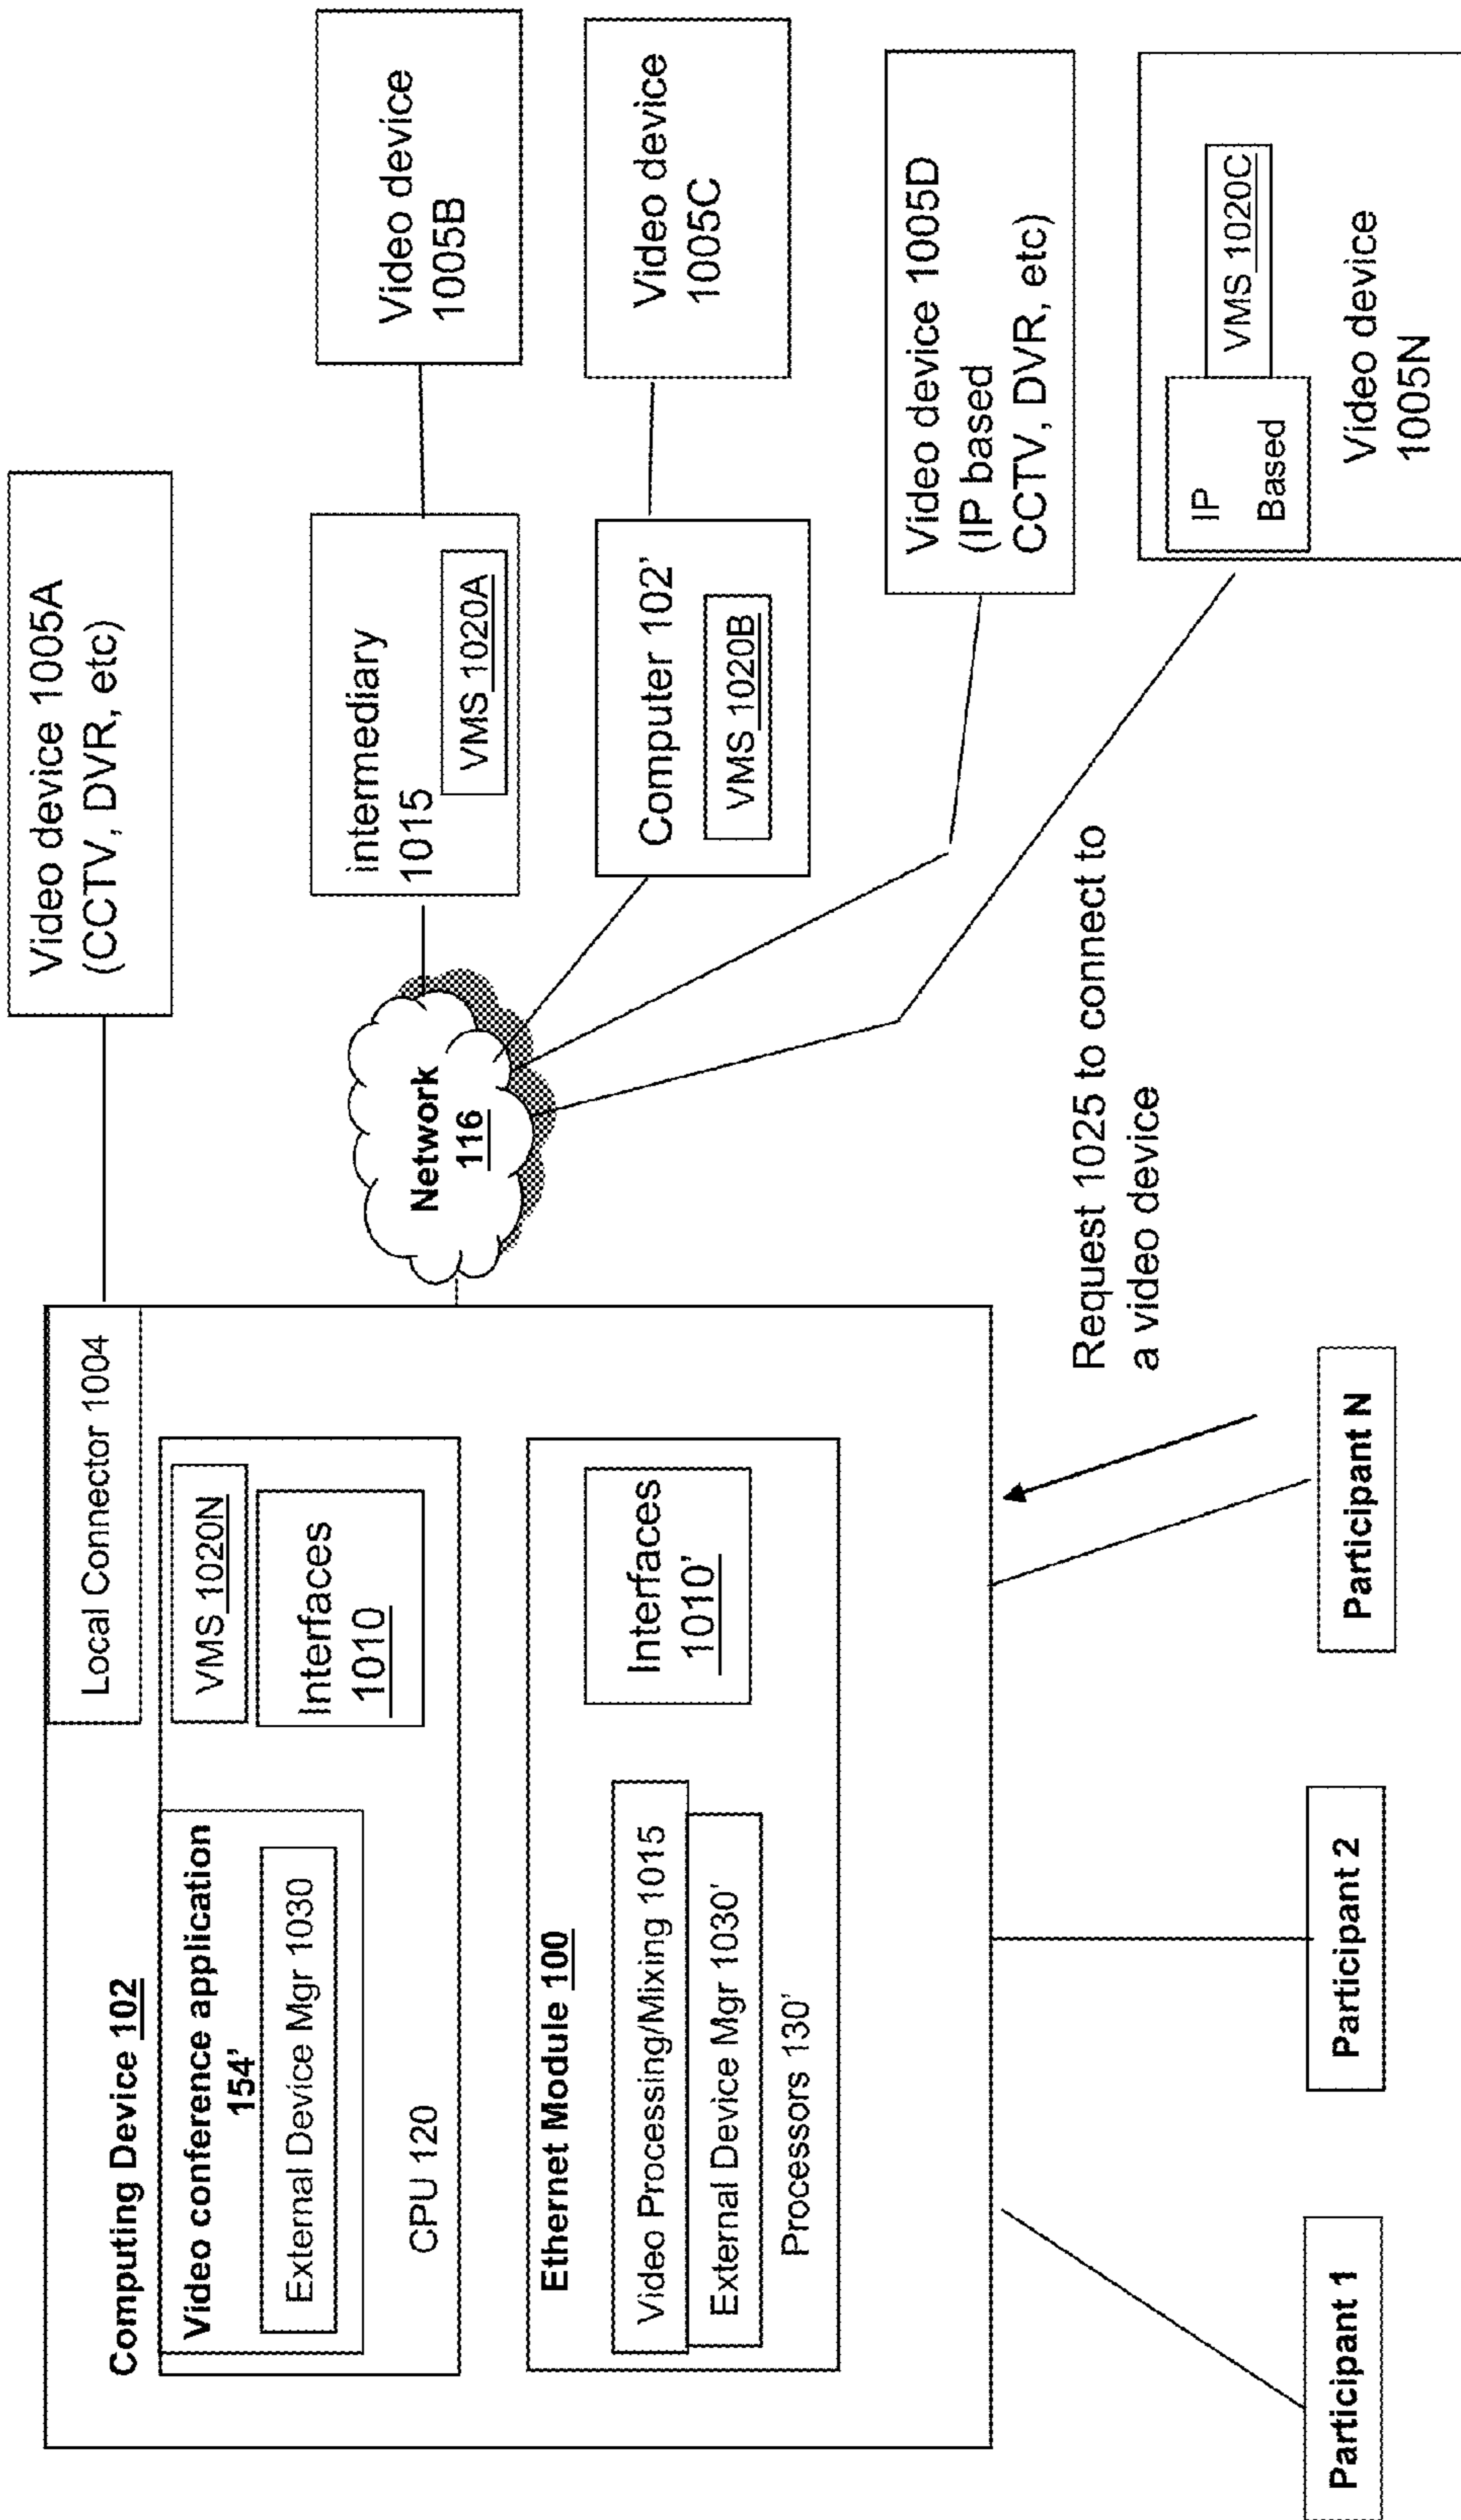 Computing Device 102
Local Connector 1004
Video conference application
154'
External Device Mgr 1030
VMS 1020N
Interfaces
1010
CPU 120
Ethernet Module 100
Video Processing/Mixing 1015
External Device Mgr 1030'
Processors 130'
Interfaces
1010'
Video device 1005A
(CCTV, DVR, etc)
Network
116
intermediary
1015
VMS 1020A
Video device
1005B
Computer 102'
VMS 1020B
Video device
1005C
Video device 1005D
(IP based
CCTV, DVR, etc)
IP
Based
VMS 1020C
Video device
1005N
Request 1025 to connect to
a video device
Participant 1
Participant 2
Participant N